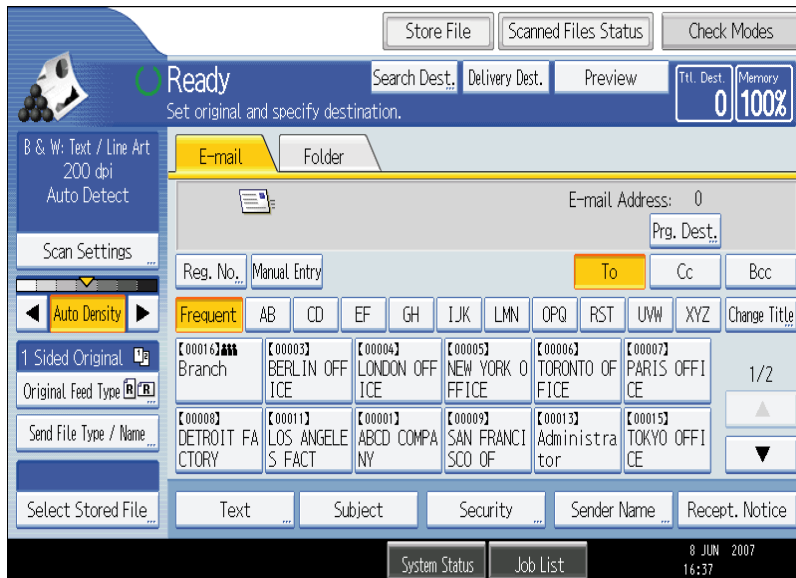 Store File
Scanned Files Status
Check Modes
Ready
Search Dest.
Delivery Dest.
Preview
Ttl. Dest.
0
Memory
100%
Set original and specify destination.
B & W: Text / Line Art
200 dpi
Auto Detect
E-mail
Folder
E-mail Address: 0
Prg. Dest.
Scan Settings
Reg. No.
Manual Entry
To
Cc
Bcc
Auto Density
Frequent
AB
CD
EF
GH
IJK
LMN
OPQ
RST
UVW
XYZ
Change Title
1 Sided Original
Original Feed Type
Send File Type / Name
[00016]
Branch
[00003]
BERLIN OFF
ICE
[00004]
LONDON OFF
ICE
[00005]
NEW YORK O
FFICE
[00006]
TORONTO OF
FICE
[00007]
PARIS OFFI
CE
1/2
[00008]
DETROIT FA
CTORY
[00011]
LOS ANGELE
S FACT
[00001]
ABCD COMPA
NY
[00009]
SAN FRANCI
SCO OF
[00013]
Administra
tor
[00015]
TOKYO OFFI
CE
Select Stored File
Text
Subject
Security
Sender Name
Recept. Notice
System Status
Job List
8 JUN 2007
16:37